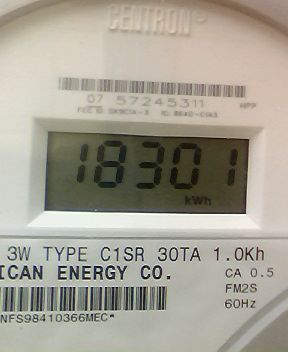 CENTRON
07 57245311 HPP
18301
kWh
3W TYPE C1SR 30TA 1.0Kh
ICAN ENERGY CO. CA 0.5
FM2S
60Hz
NFS98410366MEC*